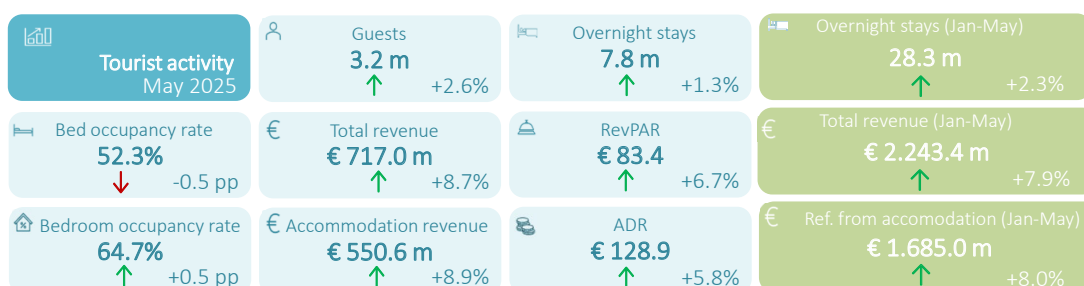 Tourist activity
May 2025
Guests
3.2 m
+2.6%
Overnight stays
7.8 m
+1.3%
Overnight stays (Jan-May)
28.3 m
+2.3%
Bed occupancy rate
52.3%
-0.5 pp
€ Total revenue
€ 717.0 m
+8.7%
RevPAR
€ 83.4
+6.7%
€ Total revenue (Jan-May)
€ 2.243.4 m
+7.9%
% Bedroom occupancy rate
64.7%
+0.5 pp
€ Accommodation revenue
€ 550.6 m
+8.9%
ADR
€ 128.9
+5.8%
€ Ref. from accomodation (Jan-May)
€ 1.685.0 m
+8.0%